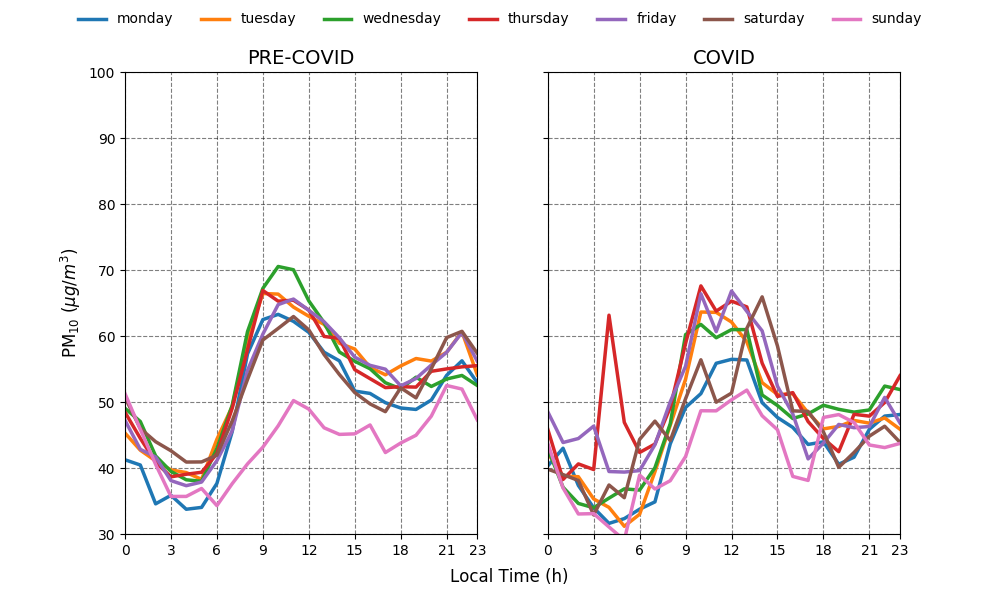 monday tuesday wednesday thursday friday saturday sunday
PRE-COVID COVID
100
90
80
70
60
50
40
30
PM₁₀ (μg/m³)
0 3 6 9 12 15 18 21 23 0 3 6 9 12 15 18 21 23
Local Time (h)